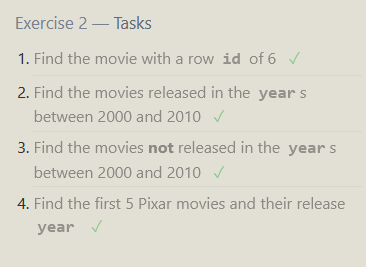 Exercise 2 — Tasks
1. Find the movie with a row id of 6 ✓
2. Find the movies released in the year s
between 2000 and 2010 ✓
3. Find the movies not released in the year s
between 2000 and 2010 ✓
4. Find the first 5 Pixar movies and their release
year ✓